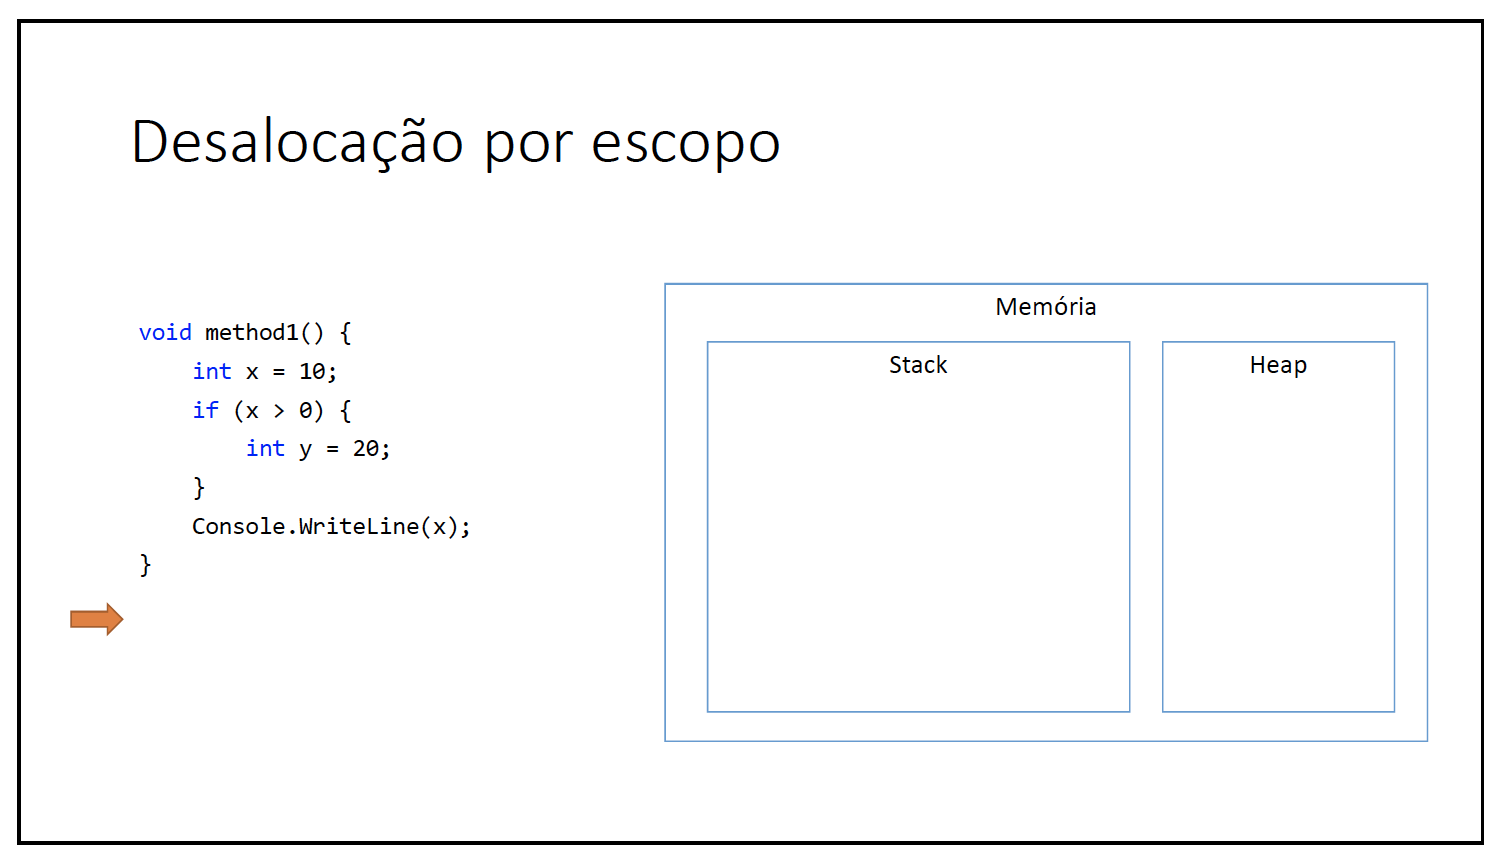 Desalocação por escopo
void method1() {
    int x = 10;
    if (x > 0) {
        int y = 20;
    }
    Console.WriteLine(x);
}
Memória
Stack
Heap